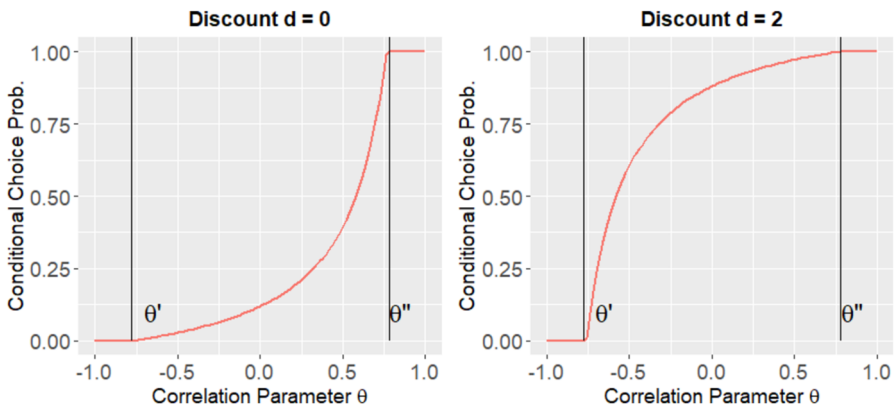 Discount d = 0
Conditional Choice Prob.
1.00
0.75
0.50
0.25
0.00
θ'
θ"
-1.0
-0.5
0.0
0.5
1.0
Correlation Parameter θ
Discount d = 2
Conditional Choice Prob.
1.00
0.75
0.50
0.25
0.00
θ'
θ"
-1.0
-0.5
0.0
0.5
1.0
Correlation Parameter θ